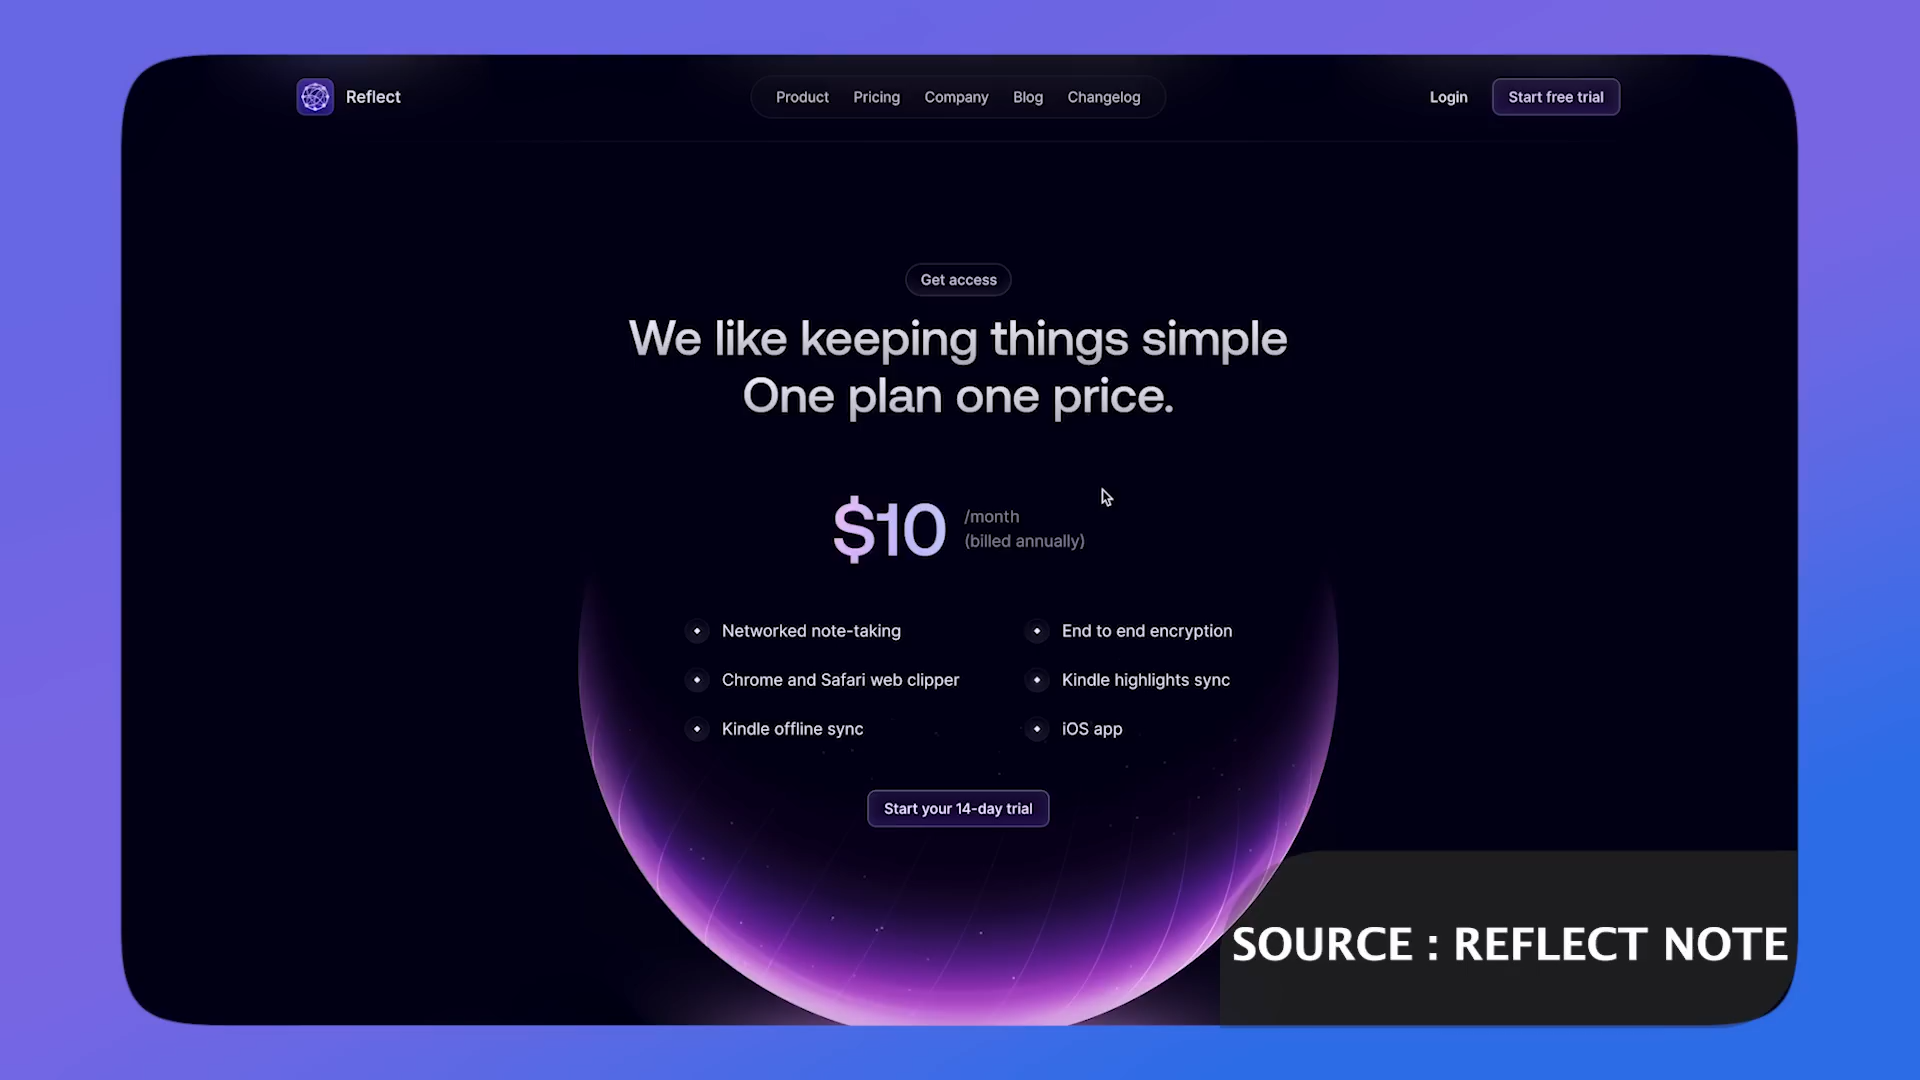 Reflect
Product Pricing Company Blog Changelog
Login
Start free trial
Get access
We like keeping things simple
One plan one price.
$10
/month
(billed annually)
Networked note-taking
End to end encryption
Chrome and Safari web clipper
Kindle highlights sync
Kindle offline sync
iOS app
Start your 14-day trial
SOURCE : REFLECT NOTE